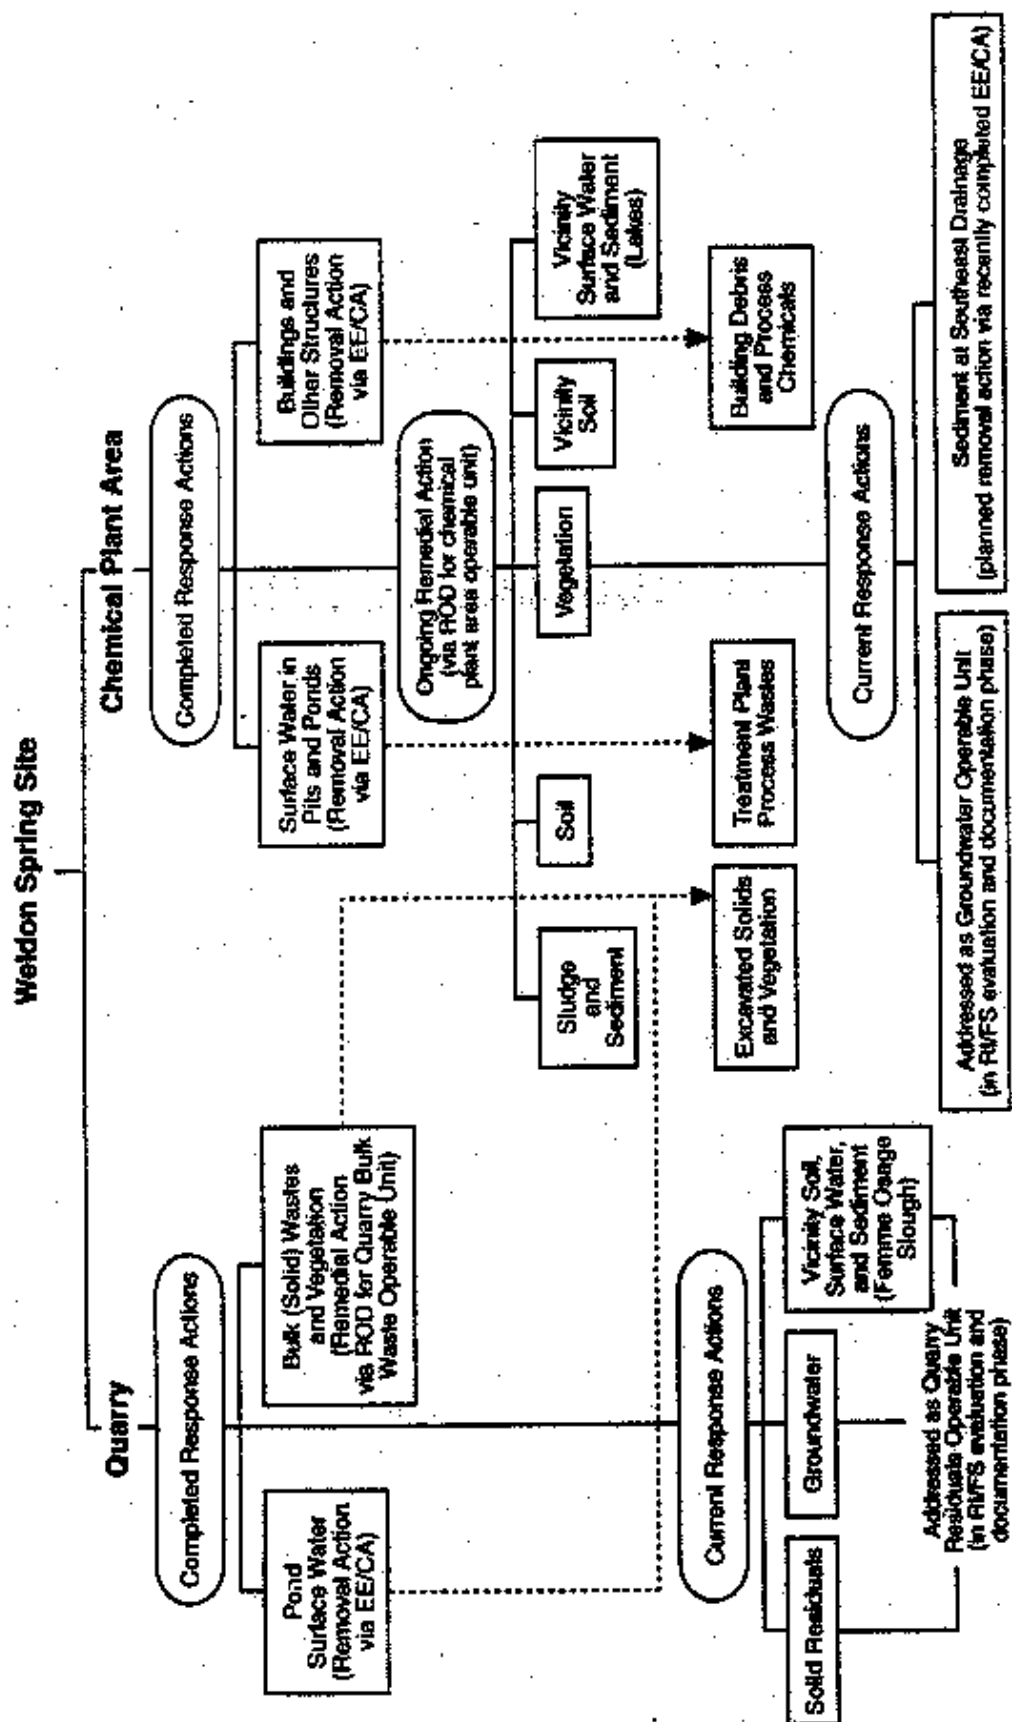 Weldon Spring Site
Quarry
Chemical Plant Area
Completed Response Actions
Completed Response Actions
Pond
Surface Water
(Removal Action
via EE/CA)
Bulk (Solid) Wastes
and Vegetation
(Remedial Action
via ROD for Quarry Bulk
Waste Operable Unit)
Surface Water in
Pits and Ponds
(Removal Action
via EE/CA)
Buildings and
Other Structures
(Removal Action
via EE/CA)
Ongoing Remedial Action
(via ROD for chemical
plant area operable unit)
Sludge
and
Sediment
Soil
Vegetation
Vicinity
Soil
Vicinity
Surface Water
and Sediment
(Lakes)
Excavated Solids
and Vegetation
Treatment Plant
Process Wastes
Building Debris
and Process
Chemicals
Current Response Actions
Current Response Actions
Solid Residuals
Groundwater
Vicinity Soil,
Surface Water,
and Sediment
(Femme Osage
Slough)
Addressed as Quarry
Residuals Operable Unit
(in RI/FS evaluation and
documentation phase)
Addressed as Groundwater Operable Unit
(in RI/FS evaluation and documentation phase)
Sediment at Southeast Drainage
(planned removal action via recently completed EE/CA)